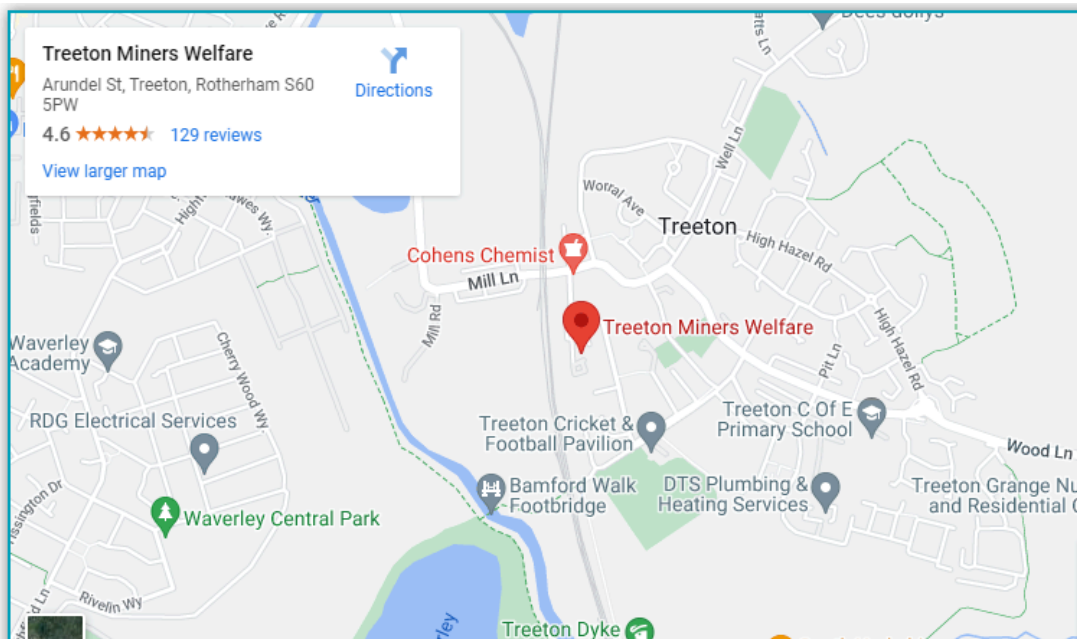 Treeton Miners Welfare
Arundel St, Treeton, Rotherham S60
5PW
Directions
4.6
129 reviews
View larger map
Well Ln
Worral Ave
Treeton
High Hazel Rd
Cohens Chemist
Mill Ln
Mill Rd
Treeton Miners Welfare
High Hazel Rd
Pit Ln
Waverley
Academy
Cherry Wood Wy.
RDG Electrical Services
Treeton Cricket &
Football Pavilion
Treeton C Of E
Primary School
Wood Ln
Bamford Walk
Footbridge
DTS Plumbing &
Heating Services
Treeton Grange Nu
and Residential
Waverley Central Park
Rivelin Wy
Treeton Dyke